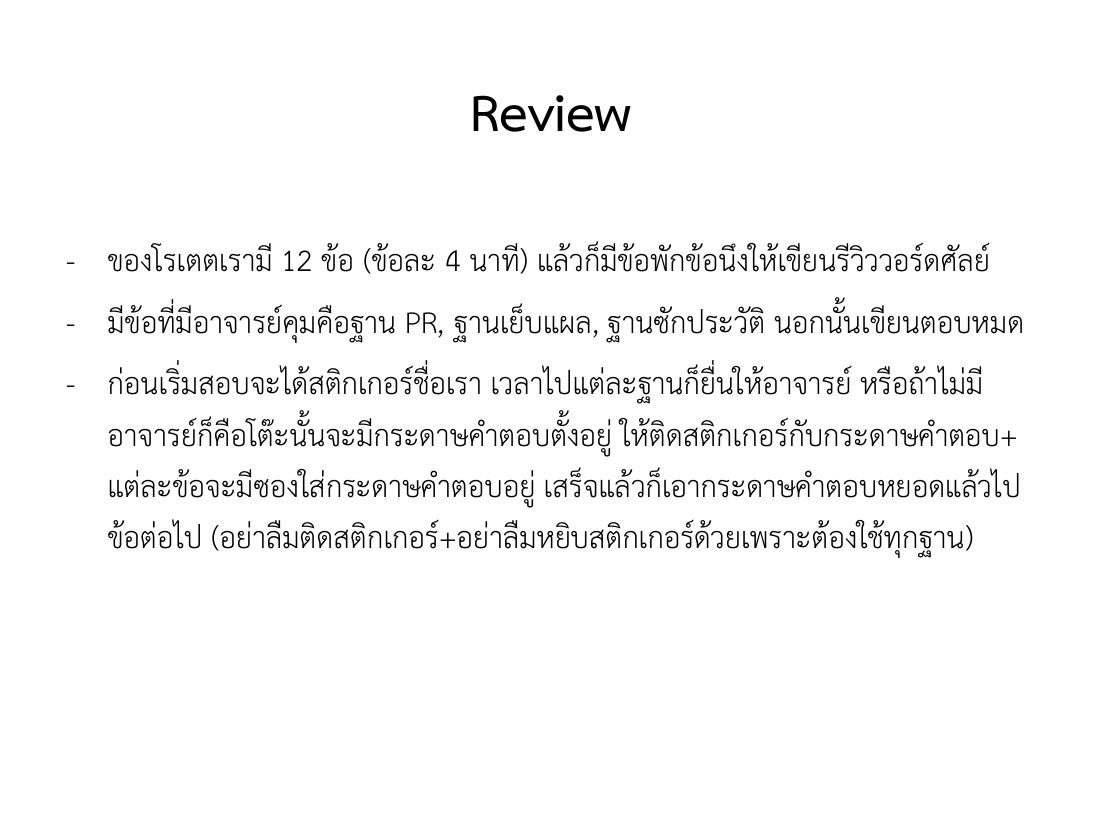 Review
- ของโรเตตเรามี 12 ข้อ (ข้อละ 4 นาที) แล้วก็มีข้อพักข้อนึงให้เขียนรีวิววอร์ดศัลย์
- มีข้อที่มีอาจารย์คุมคือฐาน PR, ฐานเย็บแผล, ฐานซักประวัติ นอกนั้นเขียนตอบหมด
- ก่อนเริ่มสอบจะได้สติกเกอร์ชื่อเรา เวลาไปแต่ละฐานก็ยื่นให้อาจารย์ หรือถ้าไม่มี
อาจารย์ก็คือโต๊ะนั้นจะมีกระดาษคำตอบตั้งอยู่ ให้ติดสติกเกอร์กับกระดาษคำตอบ+
แต่ละข้อจะมีซองใส่กระดาษคำตอบอยู่ เสร็จแล้วก็เอากระดาษคำตอบหยอดแล้วไป
ข้อต่อไป (อย่าลืมติดสติกเกอร์+อย่าลืมหยิบสติกเกอร์ด้วยเพราะต้องใช้ทุกฐาน)